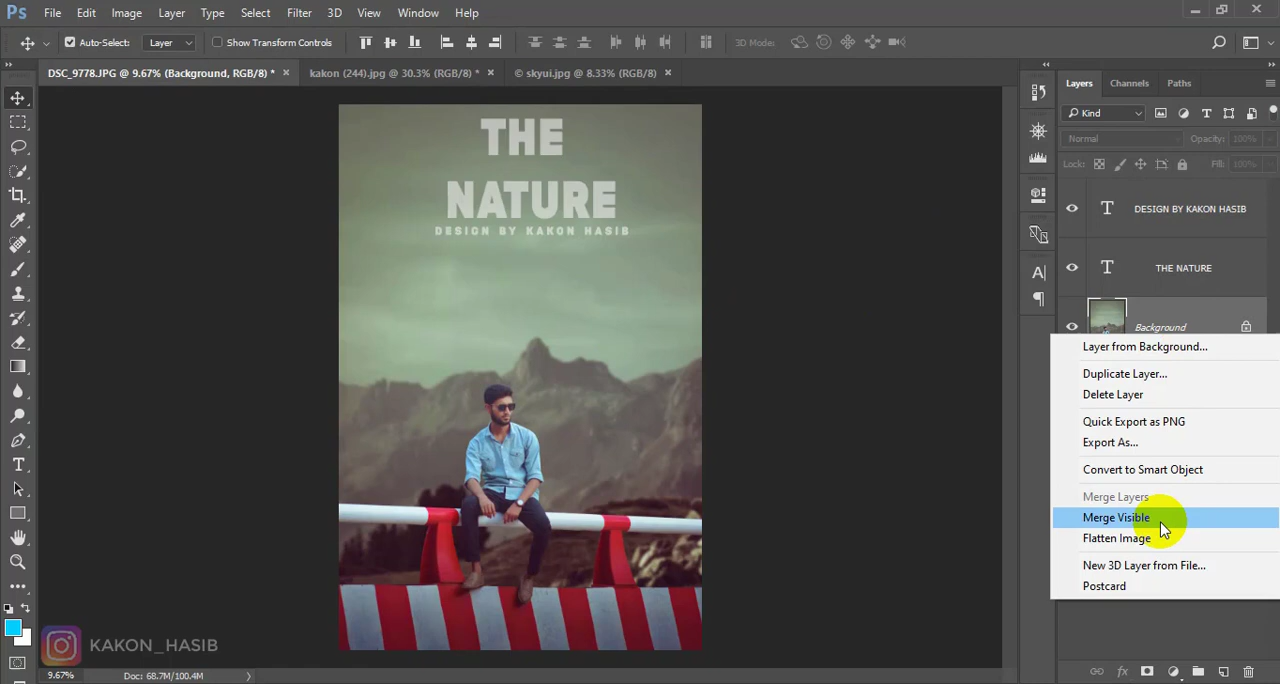 Ps File Edit Image Layer Type Select Filter 3D View Window Help
Auto-Select: Layer Show Transform Controls 3D Mode:
DSC_9778.JPG @ 9.67% (Background, RGB/8) * × kakon (244).jpg @ 30.3% (RGB/8) * × © skyui.jpg @ 8.33% (RGB/8) ×
Layers Channels Paths
Kind
Normal Opacity: 100%
Lock: Fill: 100%
THE
NATURE
DESIGN BY KAKON HASIB
T DESIGN BY KAKON HASIB
T THE NATURE
Background
Layer from Background...
Duplicate Layer...
Delete Layer
Quick Export as PNG
Export As...
Convert to Smart Object
Merge Layers
Merge Visible
Flatten Image
New 3D Layer from File...
Postcard
KAKON_HASIB
9.67% Doc: 68.7M/100.4M